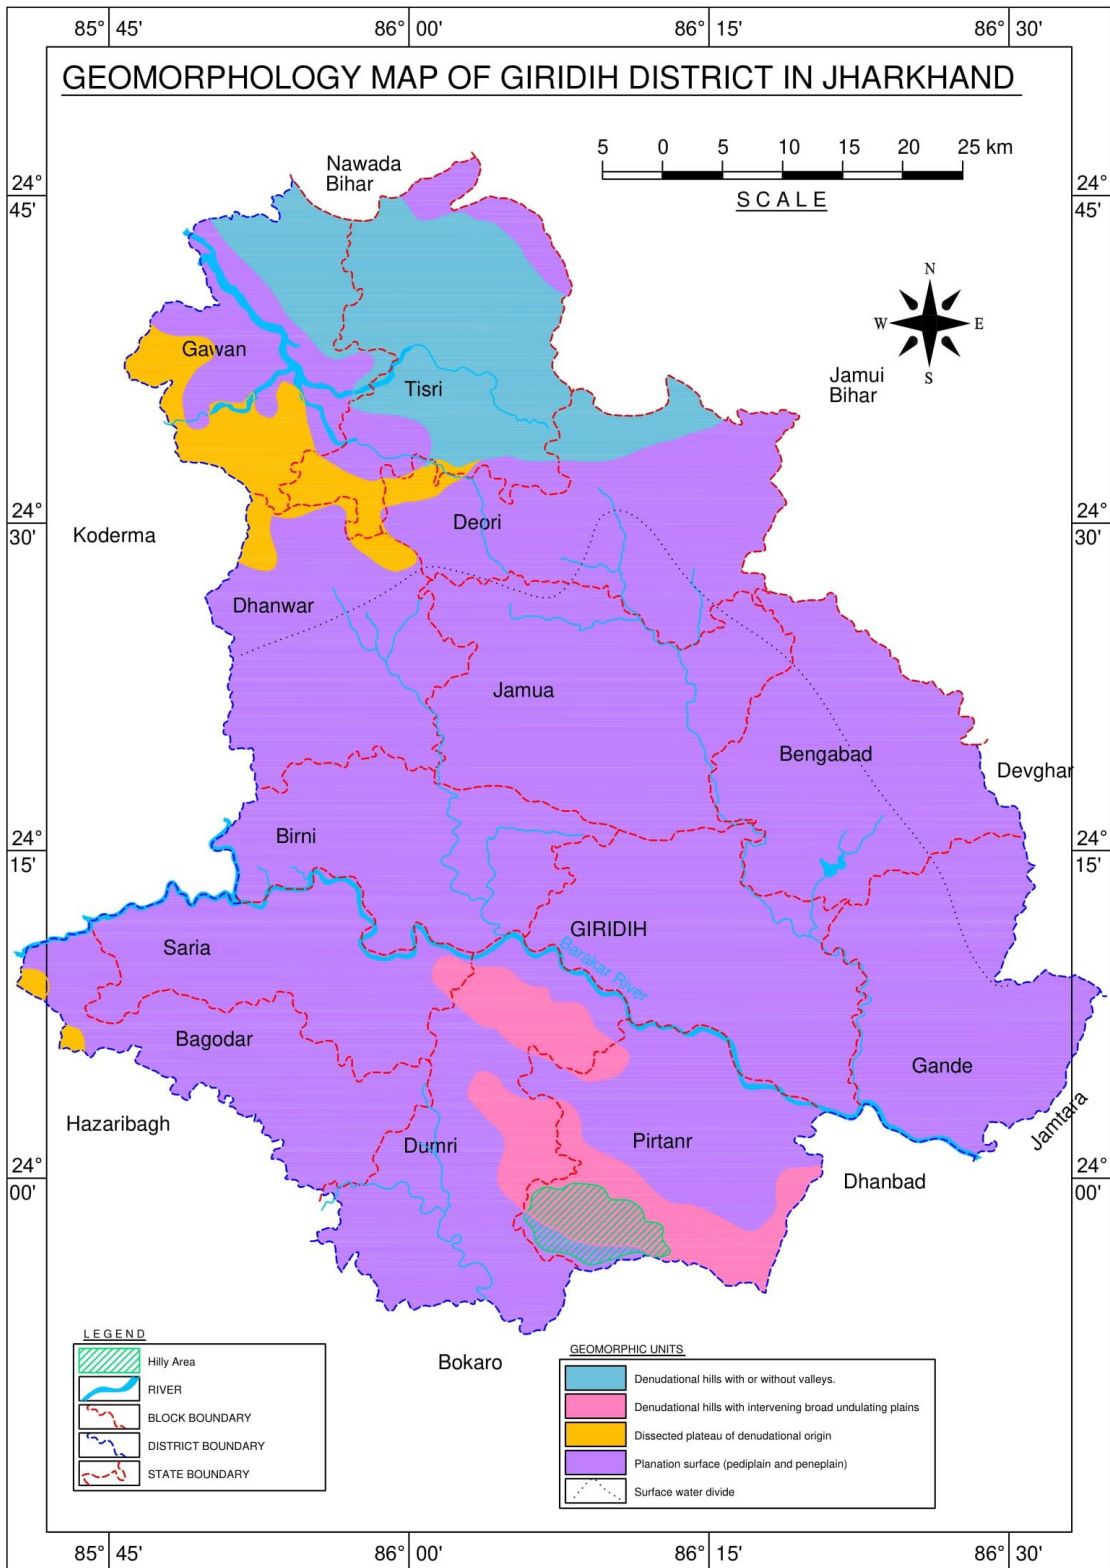 85° 45'
86° 00'
86° 15'
86° 30'
GEOMORPHOLOGY MAP OF GIRIDIH DISTRICT IN JHARKHAND
5 0 5 10 15 20 25 km
SCALE
Nawada
Bihar
24°
45'
24°
45'
N
W E
S
Gawan
Tisri
Jamui
Bihar
24°
30'
24°
30'
Koderma
Deori
Dhanwar
Jamua
Bengabad
Devghar
Birni
24°
15'
24°
15'
GIRIDIH
Saria
Barakar River
Bagodar
Gande
Hazaribagh
Jamtara
Dumri
Pirtanr
Dhanbad
24°
00'
24°
00'
Bokaro
LEGEND
Hilly Area
RIVER
BLOCK BOUNDARY
DISTRICT BOUNDARY
STATE BOUNDARY
GEOMORPHIC UNITS
Denudational hills with or without valleys.
Denudational hills with intervening broad undulating plains
Dissected plateau of denudational origin
Planation surface (pediplain and peneplain)
Surface water divide
85° 45'
86° 00'
86° 15'
86° 30'